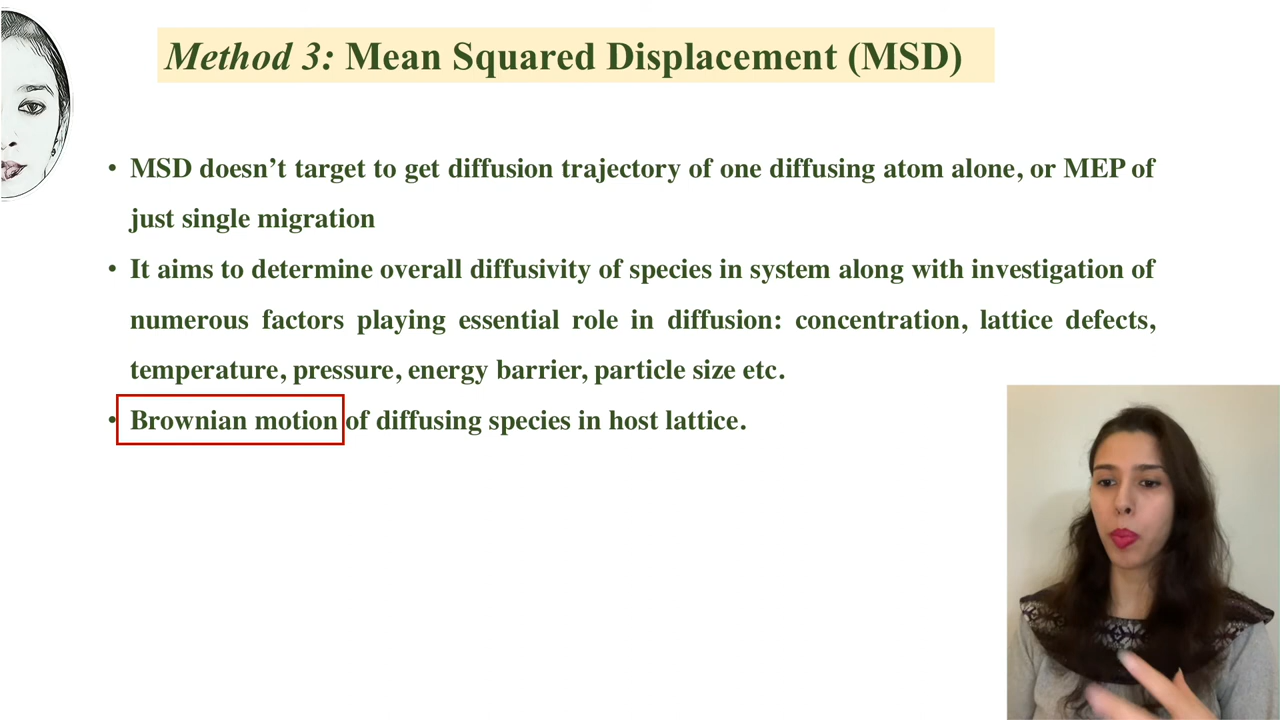 Method 3: Mean Squared Displacement (MSD)
• MSD doesn’t target to get diffusion trajectory of one diffusing atom alone, or MEP of
just single migration
• It aims to determine overall diffusivity of species in system along with investigation of
numerous factors playing essential role in diffusion: concentration, lattice defects,
temperature, pressure, energy barrier, particle size etc.
• Brownian motion of diffusing species in host lattice.